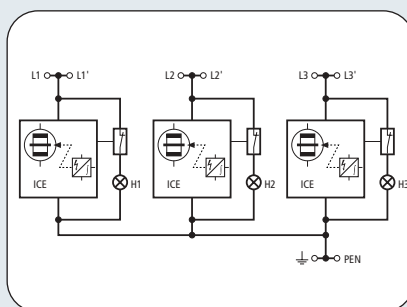 L1 L1' L2 L2' L3 L3'
ICE H1 ICE H2 ICE H3
PEN